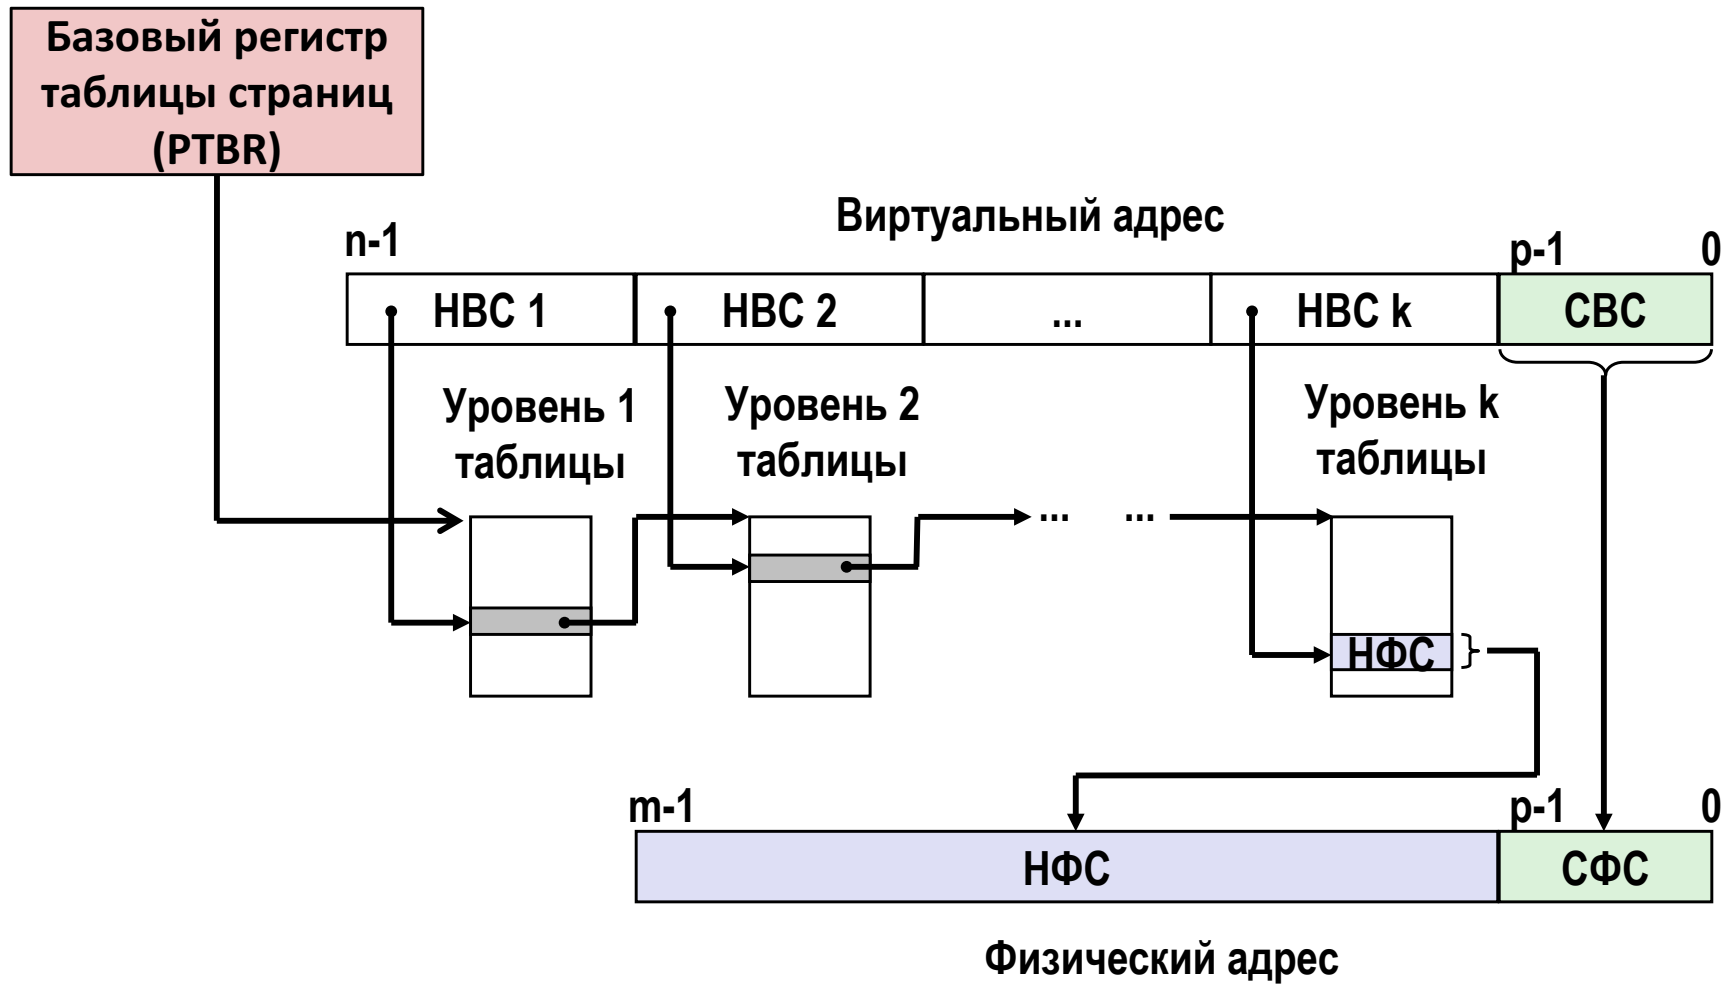 Базовый регистр
таблицы страниц
(PTBR)
Виртуальный адрес
n-1
p-1
0
НВС 1
НВС 2
...
НВС k
СВС
Уровень 1
таблицы
Уровень 2
таблицы
Уровень k
таблицы
...
...
НФС
m-1
p-1
0
НФС
СФС
Физический адрес